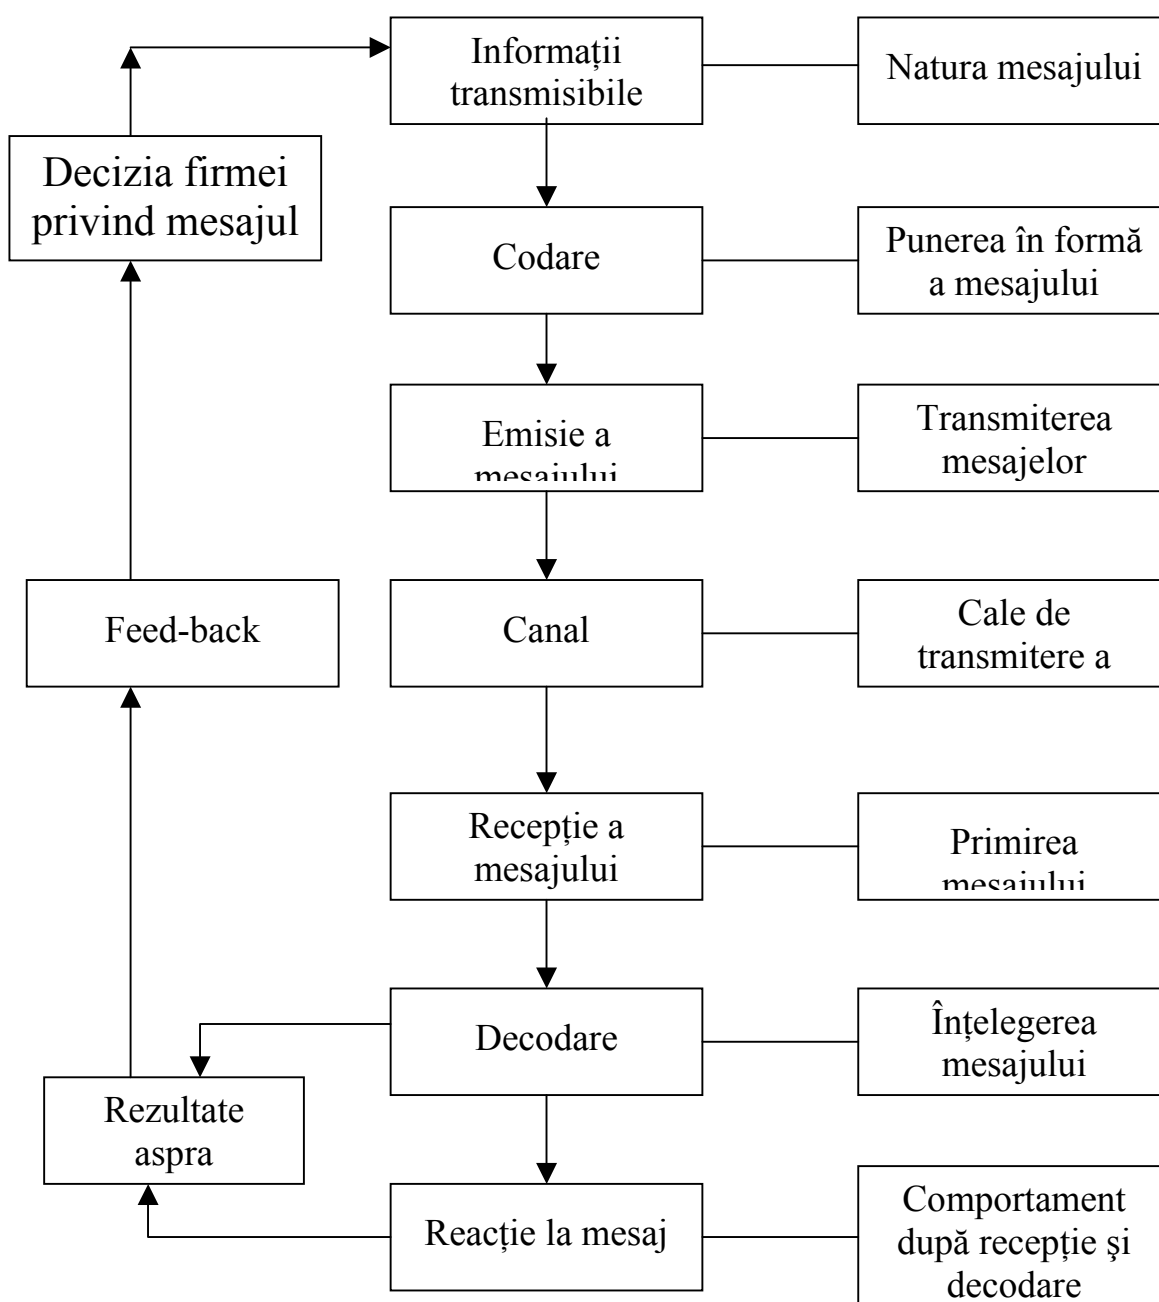 Informații
transmisibile
Natura mesajului
Decizia firmei
privind mesajul
Codare
Punerea în formă
a mesajului
Emisie a
mesajului
Transmiterea
mesajelor
Feed-back
Canal
Cale de
transmitere a
Recepție a
mesajului
Primirea
mesajului
Decodare
Înțelegerea
mesajului
Rezultate
aspra
Reacție la mesaj
Comportament
după recepție şi
decodare